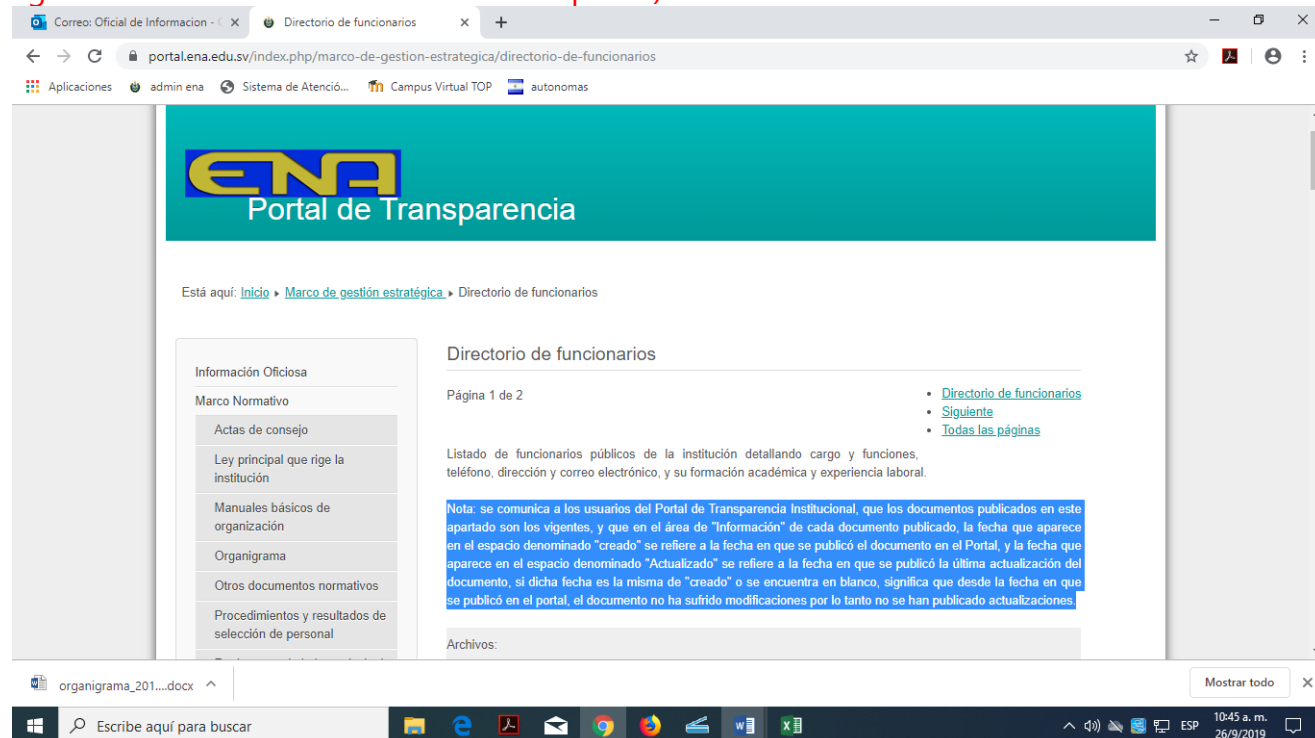 Correo: Oficial de Informacion - C
Directorio de funcionarios
portal.ena.edu.sv/index.php/marco-de-gestion-estrategica/directorio-de-funcionarios
Aplicaciones admin ena Sistema de Atenció... Campus Virtual TOP autonomas
ENA
Portal de Transparencia
Está aquí: Inicio ▸ Marco de gestión estratégica ▸ Directorio de funcionarios
Información Oficiosa
Marco Normativo
Actas de consejo
Ley principal que rige la
institución
Manuales básicos de
organización
Organigrama
Otros documentos normativos
Procedimientos y resultados de
selección de personal
Directorio de funcionarios
Página 1 de 2
• Directorio de funcionarios
• Siguiente
• Todas las páginas
Listado de funcionarios públicos de la institución detallando cargo y funciones,
teléfono, dirección y correo electrónico, y su formación académica y experiencia laboral.
Nota: se comunica a los usuarios del Portal de Transparencia Institucional, que los documentos publicados en este
apartado son los vigentes, y que en el área de "Información" de cada documento publicado, la fecha que aparece
en el espacio denominado "creado" se refiere a la fecha en que se publicó el documento en el Portal, y la fecha que
aparece en el espacio denominado "Actualizado" se refiere a la fecha en que se publicó la última actualización del
documento, si dicha fecha es la misma de "creado" o se encuentra en blanco, significa que desde la fecha en que
se publicó en el portal, el documento no ha sufrido modificaciones por lo tanto no se han publicado actualizaciones.
Archivos:
organigrama_201....docx
Mostrar todo
Escribe aquí para buscar
ESP
10:45 a. m.
26/9/2019